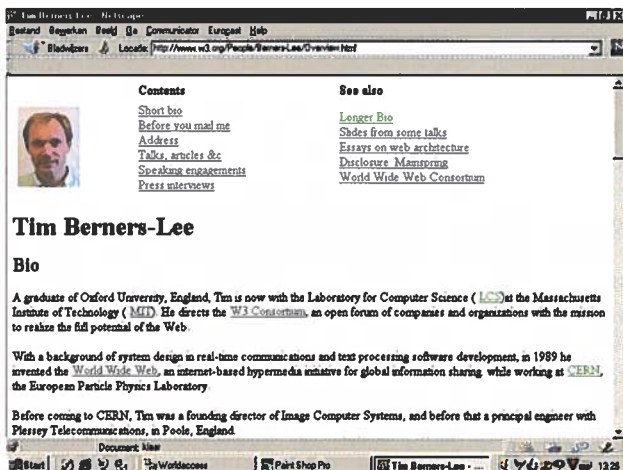 Tim Berners-Lee - Netscape
Bestand Bewerken Beeld Ga Communicator Eurogast Help
Bladwijzers Locatie: http://www.w3.org/People/Berners-Lee/Overview.html
Contents
Short bio
Before you mail me
Address
Talks, articles &c
Speaking engagements
Press interviews
See also
Longer Bio
Slides from some talks
Essays on web architecture
Disclosure Mainspring
World Wide Web Consortium
Tim Berners-Lee
Bio
A graduate of Oxford University, England, Tim is now with the Laboratory for Computer Science ( LCS)at the Massachusetts
Institute of Technology ( MIT). He directs the W3 Consortium, an open forum of companies and organizations with the mission
to realize the full potential of the Web.
With a background of system design in real-time communications and text processing software development, in 1989 he
invented the World Wide Web, an internet-based hypermedia initiative for global information sharing. while working at CERN,
the European Particle Physics Laboratory.
Before coming to CERN, Tim was a founding director of Image Computer Systems, and before that a principal engineer with
Plessey Telecommunications, in Poole, England.
Document: klaar
Start Worldaccess Paint Shop Pro Tim Berners-Lee - ... 13:29